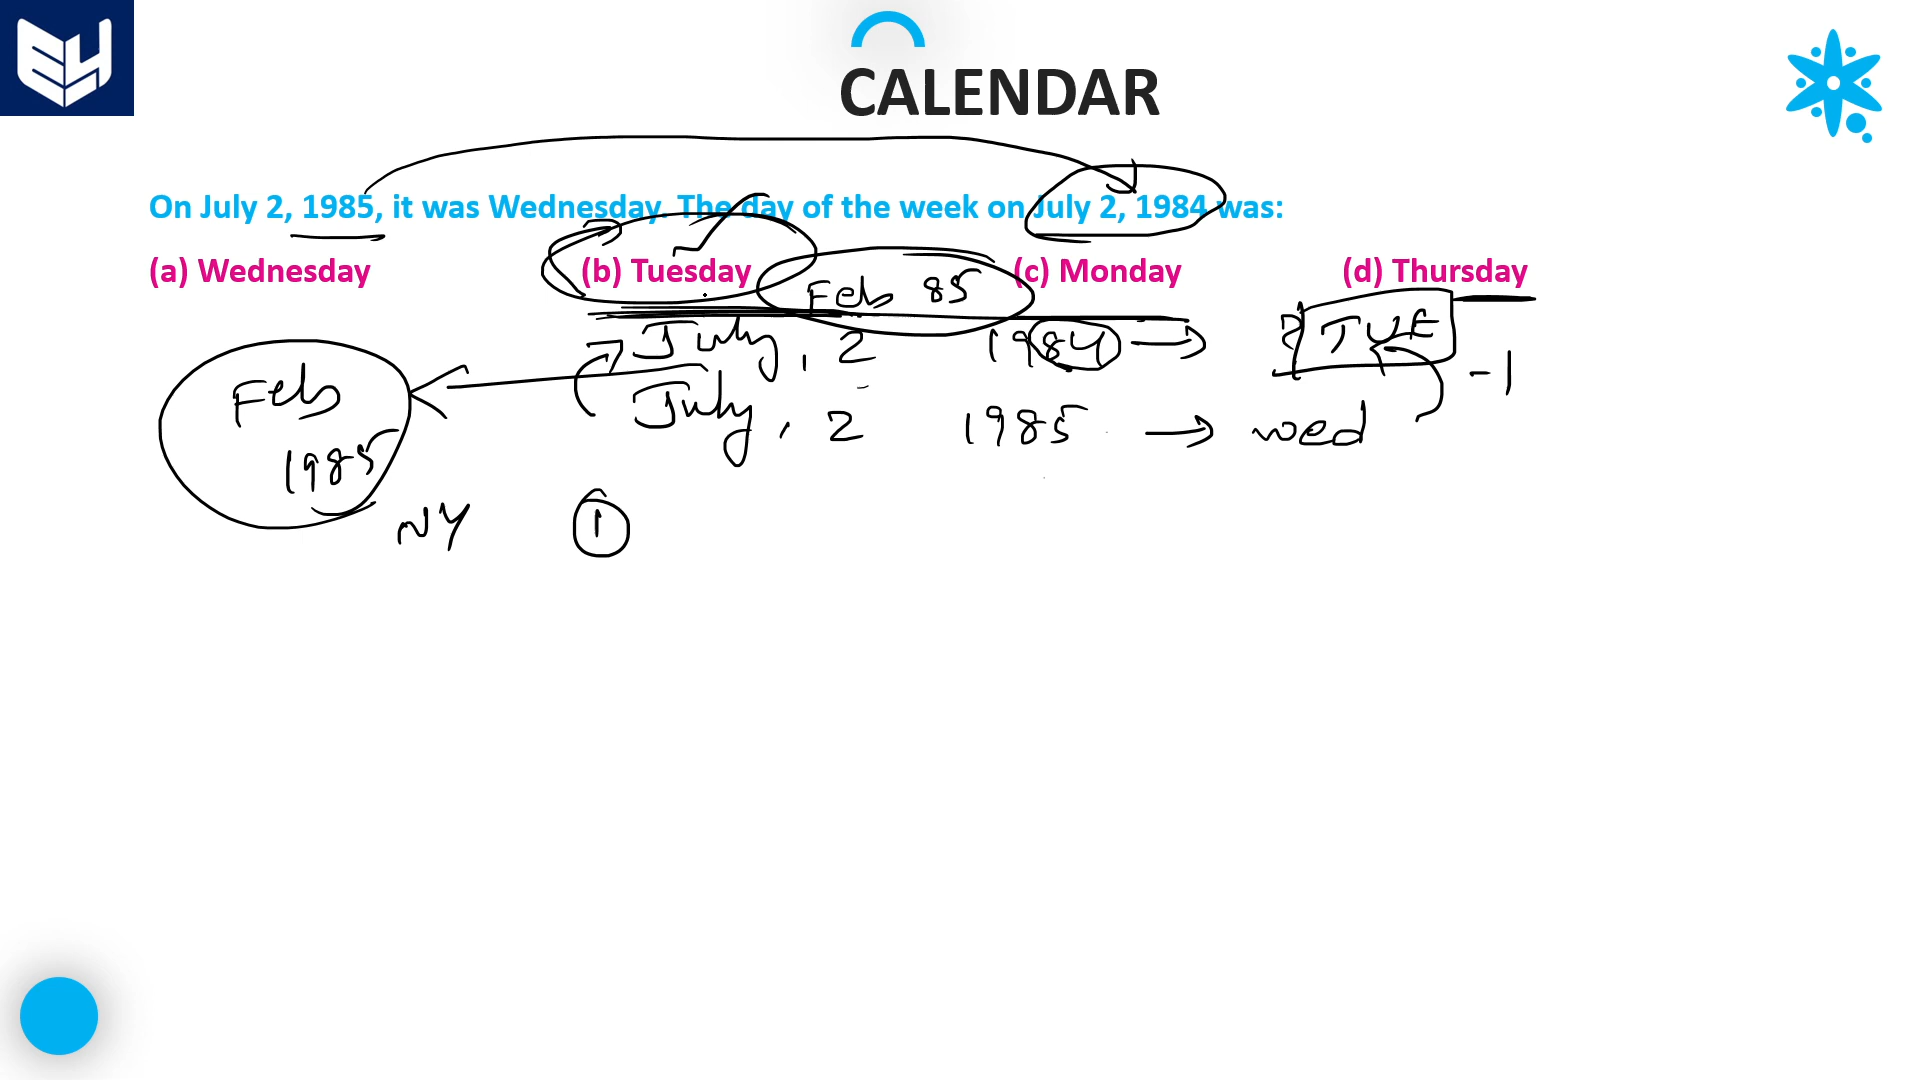 CALENDAR
On July 2, 1985, it was Wednesday. The day of the week on July 2, 1984 was:
(a) Wednesday (b) Tuesday (c) Monday (d) Thursday
Feb 85
July, 2 1984 → ? TUE
-1
Feb
1985
July, 2 1985 → wed
NY 1